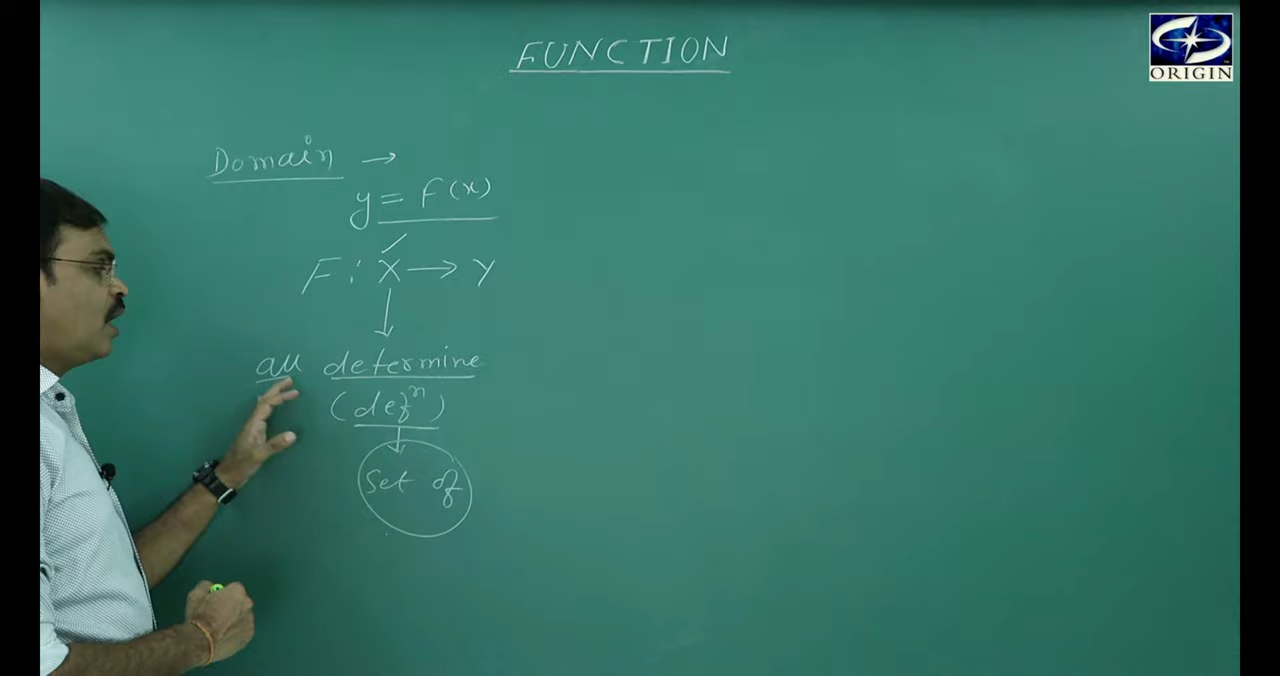 FUNCTION
ORIGIN
Domain →
y = F(x)
F : X → Y
all determine
(defⁿ)
Set of